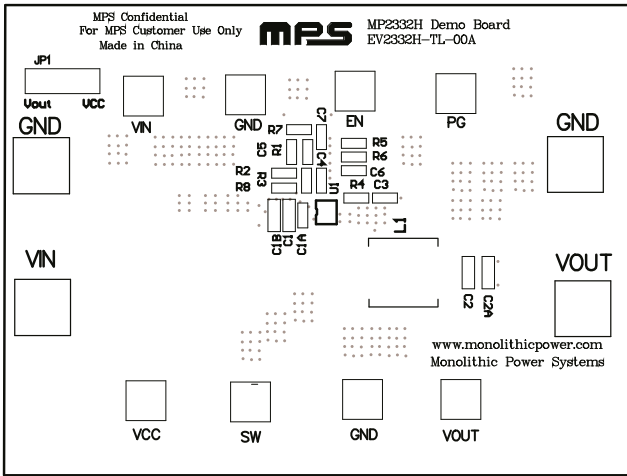 MPS Confidential
For MPS Customer Use Only
Made in China
MPS
MP2332H Demo Board
EV2332H-TL-00A
JP1
Vout VCC
GND
VIN
GND
EN
PG
GND
C7
R7
C5
R1
C4
R5
R6
C6
R2
R3
R8
U1
R4 C3
C1B
C1
C1A
L1
VIN
VOUT
C2
C2A
www.monolithicpower.com
Monolithic Power Systems
VCC
SW
GND
VOUT